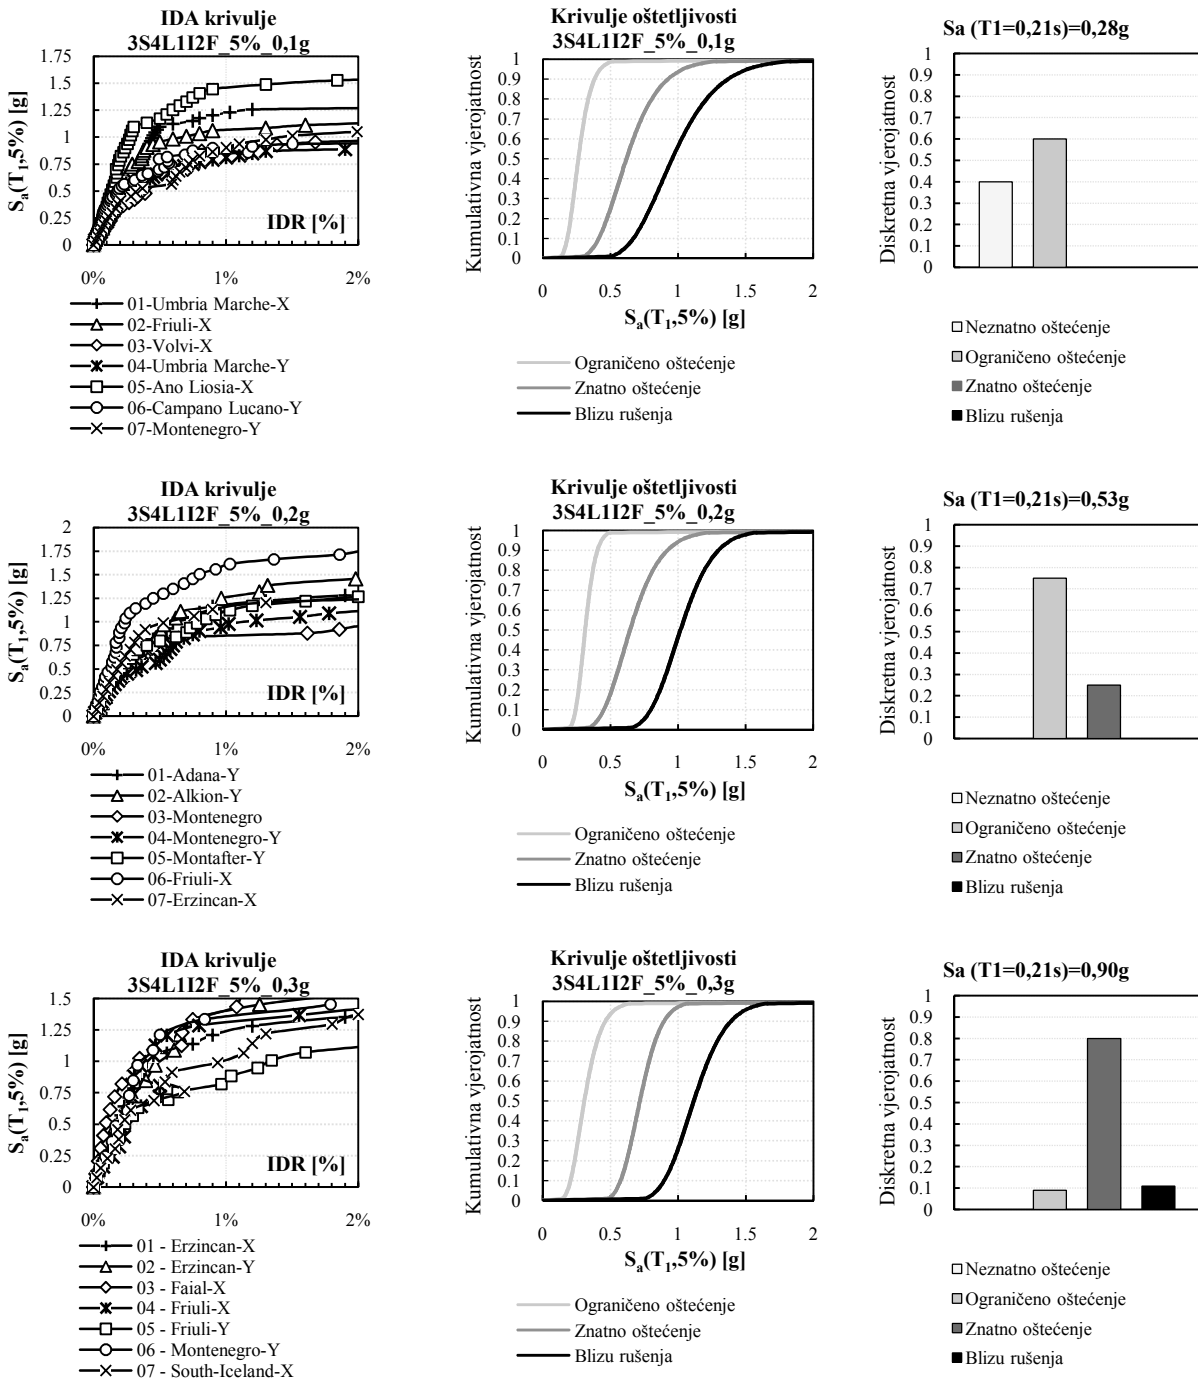 IDA krivulje
3S4L1I2F_5%_0,1g
1.75
1.5
1.25
1
0.75
0.5
0.25
0
Sa(T1,5%) [g]
IDR [%]
0%
1%
2%
01-Umbria Marche-X
02-Friuli-X
03-Volvi-X
04-Umbria Marche-Y
05-Ano Liosia-X
06-Campano Lucano-Y
07-Montenegro-Y
Krivulje oštetljivosti
3S4L1I2F_5%_0,1g
1
0.9
0.8
0.7
0.6
0.5
0.4
0.3
0.2
0.1
0
Kumulativna vjerojatnost
0
0.5
1
1.5
2
Sa(T1,5%) [g]
Ograničeno oštećenje
Znatno oštećenje
Blizu rušenja
Sa (T1=0,21s)=0,28g
1
0.9
0.8
0.7
0.6
0.5
0.4
0.3
0.2
0.1
0
Diskretna vjerojatnost
Neznatno oštećenje
Ograničeno oštećenje
Znatno oštećenje
Blizu rušenja
IDA krivulje
3S4L1I2F_5%_0,2g
2
1.75
1.5
1.25
1
0.75
0.5
0.25
0
Sa(T1,5%) [g]
IDR [%]
0%
1%
2%
01-Adana-Y
02-Alkion-Y
03-Montenegro
04-Montenegro-Y
05-Montafter-Y
06-Friuli-X
07-Erzincan-X
Krivulje oštetljivosti
3S4L1I2F_5%_0,2g
1
0.9
0.8
0.7
0.6
0.5
0.4
0.3
0.2
0.1
0
Kumulativna vjerojatnost
0
0.5
1
1.5
2
Sa(T1,5%) [g]
Ograničeno oštećenje
Znatno oštećenje
Blizu rušenja
Sa (T1=0,21s)=0,53g
1
0.9
0.8
0.7
0.6
0.5
0.4
0.3
0.2
0.1
0
Diskretna vjerojatnost
Neznatno oštećenje
Ograničeno oštećenje
Znatno oštećenje
Blizu rušenja
IDA krivulje
3S4L1I2F_5%_0,3g
1.5
1.25
1
0.75
0.5
0.25
0
Sa(T1,5%) [g]
IDR [%]
0%
1%
2%
01 - Erzincan-X
02 - Erzincan-Y
03 - Faial-X
04 - Friuli-X
05 - Friuli-Y
06 - Montenegro-Y
07 - South-Iceland-X
Krivulje oštetljivosti
3S4L1I2F_5%_0,3g
1
0.9
0.8
0.7
0.6
0.5
0.4
0.3
0.2
0.1
0
Kumulativna vjerojatnost
0
0.5
1
1.5
2
Sa(T1,5%) [g]
Ograničeno oštećenje
Znatno oštećenje
Blizu rušenja
Sa (T1=0,21s)=0,90g
1
0.9
0.8
0.7
0.6
0.5
0.4
0.3
0.2
0.1
0
Diskretna vjerojatnost
Neznatno oštećenje
Ograničeno oštećenje
Znatno oštećenje
Blizu rušenja